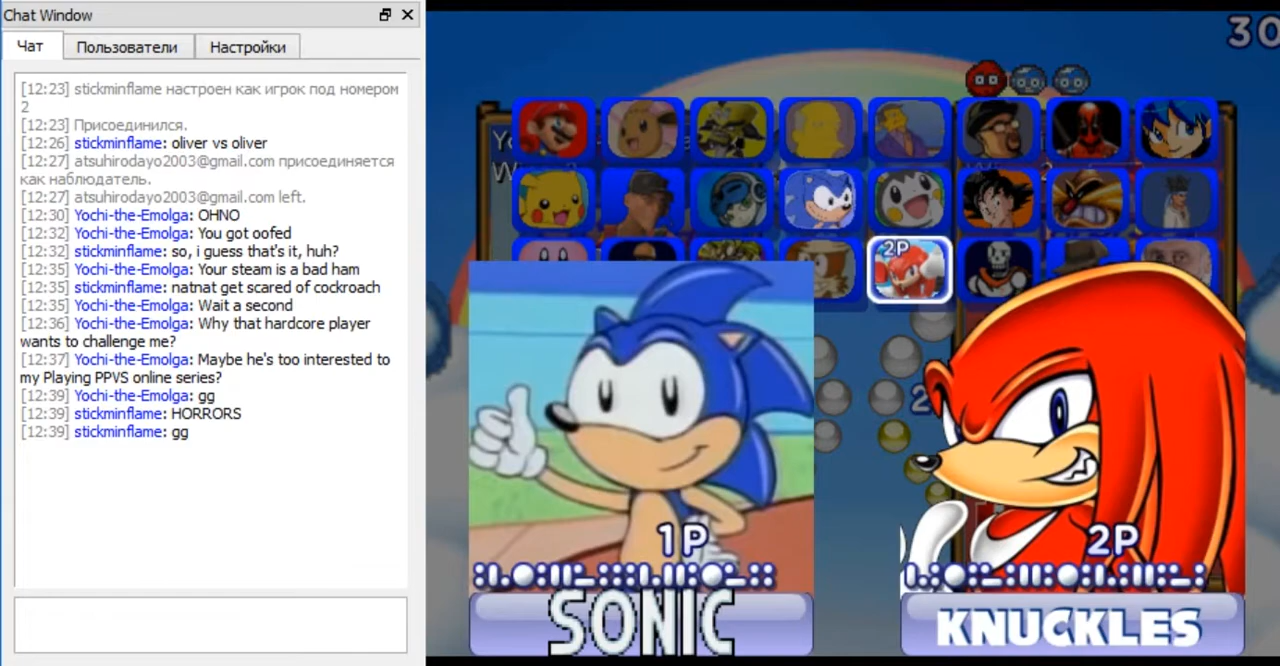 Chat Window
Чат
Пользователи
Настройки
[12:23] stickminflame настроен как игрок под номером
2
[12:23] Присоединился.
[12:26] stickminflame: oliver vs oliver
[12:27] atsuhirodayo2003@gmail.com присоединяется
как наблюдатель.
[12:27] atsuhirodayo2003@gmail.com left.
[12:30] Yochi-the-Emolga: OHNO
[12:32] Yochi-the-Emolga: You got oofed
[12:32] stickminflame: so, i guess that's it, huh?
[12:35] Yochi-the-Emolga: Your steam is a bad ham
[12:35] stickminflame: natnat get scared of cockroach
[12:35] Yochi-the-Emolga: Wait a second
[12:36] Yochi-the-Emolga: Why that hardcore player
wants to challenge me?
[12:37] Yochi-the-Emolga: Maybe he's too interested to
my Playing PPVS online series?
[12:39] Yochi-the-Emolga: gg
[12:39] stickminflame: HORRORS
[12:39] stickminflame: gg
30
2P
2
1P
2P
SONIC
KNUCKLES